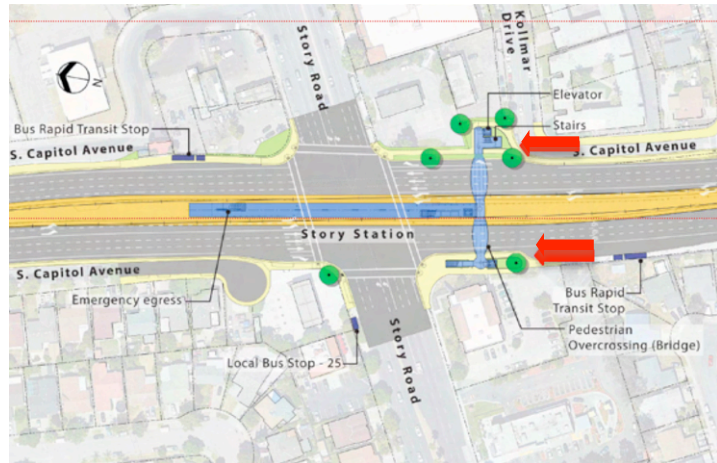 Story
Road
Kollmar
Drive
N
Elevator
Bus Rapid Transit Stop
Stairs
S. Capitol Avenue
S. Capitol Avenue
Story Station
S. Capitol Avenue
Emergency egress
Bus Rapid
Transit Stop
Pedestrian
Overcrossing (Bridge)
Local Bus Stop - 25
Story Road